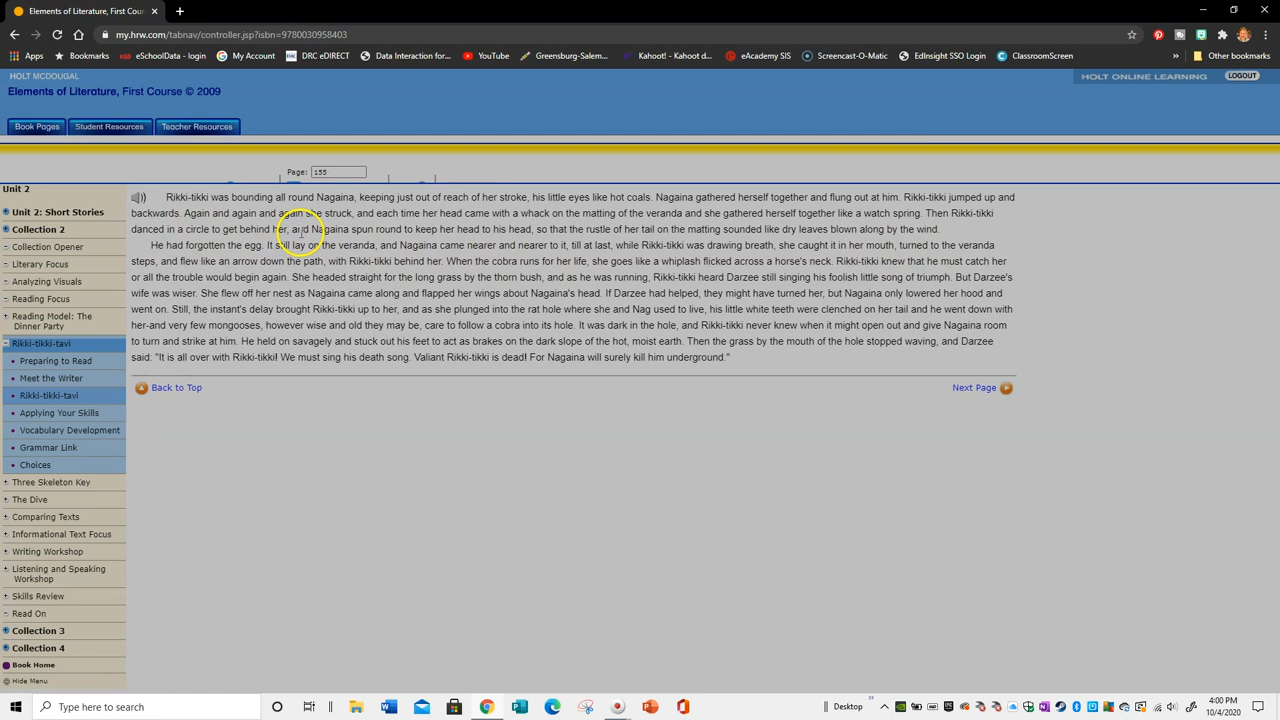 Elements of Literature, First Cours
my.hrw.com/tabnav/controller.jsp?isbn=9780030958403
Apps Bookmarks eSchoolData - login My Account DRC eDIRECT Data Interaction for... YouTube Greensburg-Salem... Kahoot! - Kahoot d... eAcademy SIS Screencast-O-Matic EdInsight SSO Login ClassroomScreen Other bookmarks
HOLT MCDOUGAL
HOLT ONLINE LEARNING LOGOUT
Elements of Literature, First Course © 2009
Book Pages Student Resources Teacher Resources
Page: 155
Unit 2
Unit 2: Short Stories
Collection 2
Collection Opener
Literary Focus
Analyzing Visuals
Reading Focus
Reading Model: The
Dinner Party
Rikki-tikki-tavi
Preparing to Read
Meet the Writer
Rikki-tikki-tavi
Applying Your Skills
Vocabulary Development
Grammar Link
Choices
Three Skeleton Key
The Dive
Comparing Texts
Informational Text Focus
Writing Workshop
Listening and Speaking
Workshop
Skills Review
Read On
Collection 3
Collection 4
Book Home
Hide Menu
Rikki-tikki was bounding all round Nagaina, keeping just out of reach of her stroke, his little eyes like hot coals. Nagaina gathered herself together and flung out at him. Rikki-tikki jumped up and
backwards. Again and again and again she struck, and each time her head came with a whack on the matting of the veranda and she gathered herself together like a watch spring. Then Rikki-tikki
danced in a circle to get behind her, and Nagaina spun round to keep her head to his head, so that the rustle of her tail on the matting sounded like dry leaves blown along by the wind.
He had forgotten the egg. It still lay on the veranda, and Nagaina came nearer and nearer to it, till at last, while Rikki-tikki was drawing breath, she caught it in her mouth, turned to the veranda
steps, and flew like an arrow down the path, with Rikki-tikki behind her. When the cobra runs for her life, she goes like a whiplash flicked across a horse's neck. Rikki-tikki knew that he must catch her
or all the trouble would begin again. She headed straight for the long grass by the thorn bush, and as he was running, Rikki-tikki heard Darzee still singing his foolish little song of triumph. But Darzee's
wife was wiser. She flew off her nest as Nagaina came along and flapped her wings about Nagaina's head. If Darzee had helped, they might have turned her, but Nagaina only lowered her hood and
went on. Still, the instant's delay brought Rikki-tikki up to her, and as she plunged into the rat hole where she and Nag used to live, his little white teeth were clenched on her tail and he went down with
her-and very few mongooses, however wise and old they may be, care to follow a cobra into its hole. It was dark in the hole, and Rikki-tikki never knew when it might open out and give Nagaina room
to turn and strike at him. He held on savagely and stuck out his feet to act as brakes on the dark slope of the hot, moist earth. Then the grass by the mouth of the hole stopped waving, and Darzee
said: "It is all over with Rikki-tikki! We must sing his death song. Valiant Rikki-tikki is dead! For Nagaina will surely kill him underground."
Back to Top Next Page
Type here to search
Desktop
4:00 PM
10/4/2020